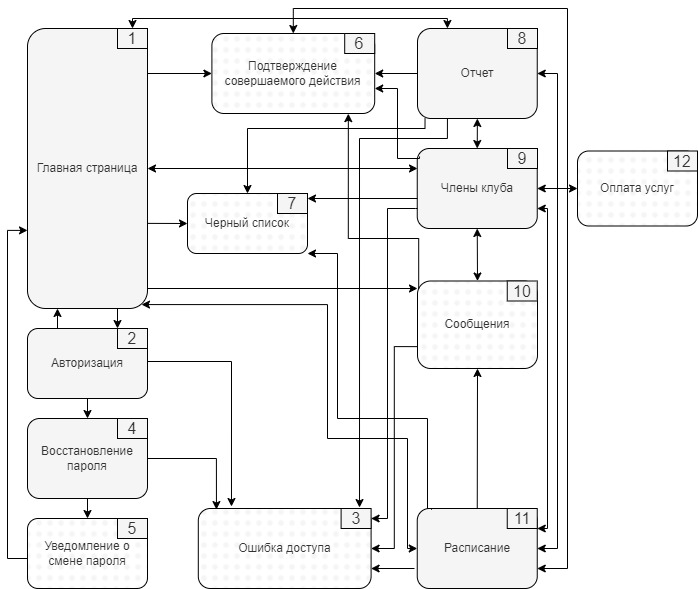 1
Главная страница
6
Подтверждение
совершаемого действия
8
Отчет
9
Члены клуба
12
Оплата услуг
7
Черный список
10
Сообщения
2
Авторизация
4
Восстановление
пароля
5
Уведомление о
смене пароля
3
Ошибка доступа
11
Расписание